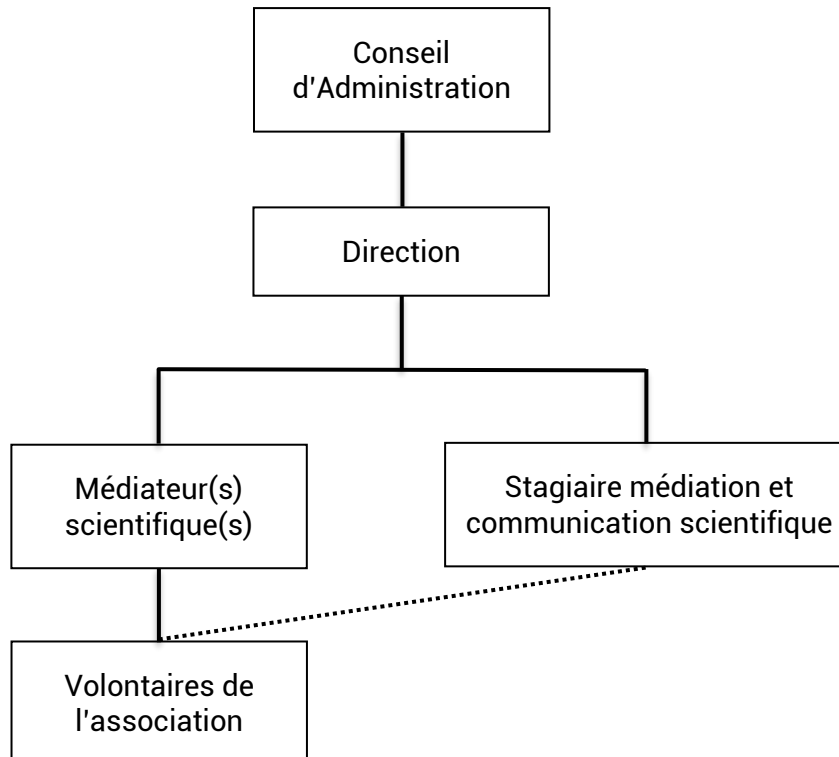 Conseil
d'Administration
Direction
Médiateur(s)
scientifique(s)
Stagiaire médiation et
communication scientifique
Volontaires de
l'association